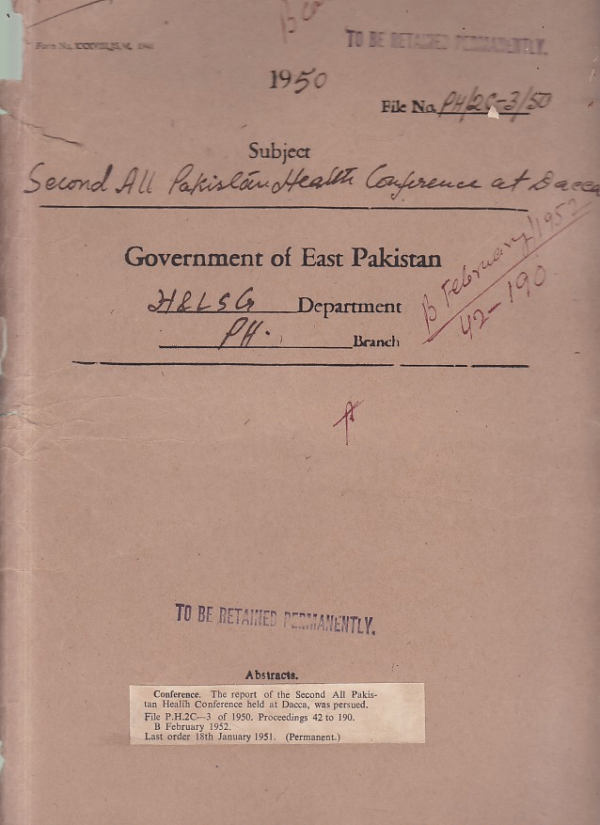 B
TO BE RETAINED PERMANENTLY.
1950
File No. PH/2C-3/50
Subject
Second All Pakistan Health Conference at Dacca
Government of East Pakistan
B February/1952
42-190
H&LSG Department
PH. Branch
TO BE RETAINED PERMANENTLY.
Abstracts.
Conference. The report of the Second All Pakis-
tan Health Conference held at Dacca, was persued.
File P.H.2C—3 of 1950. Proceedings 42 to 190.
B February 1952.
Last order 18th January 1951. (Permanent.)